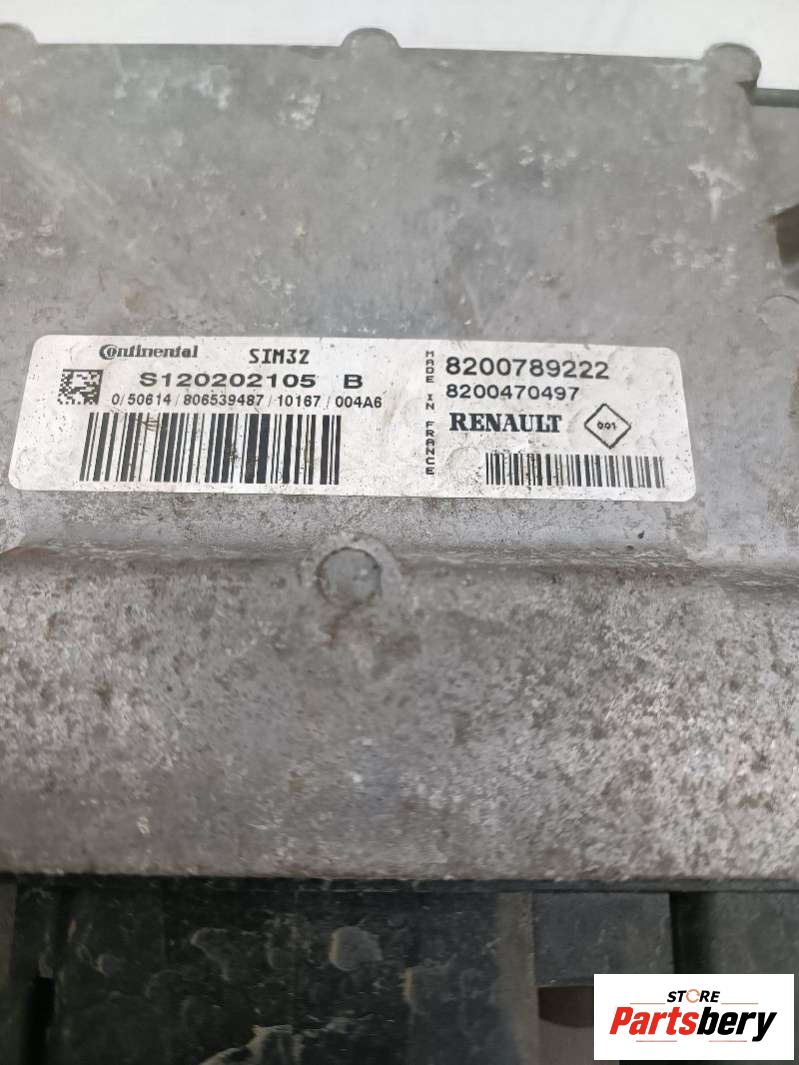 Continental SIM32
S120202105 B
0/50614/806539487/10167/004A6
MADE IN FRANCE
8200789222
8200470497
RENAULT 001
STORE
Partsbery